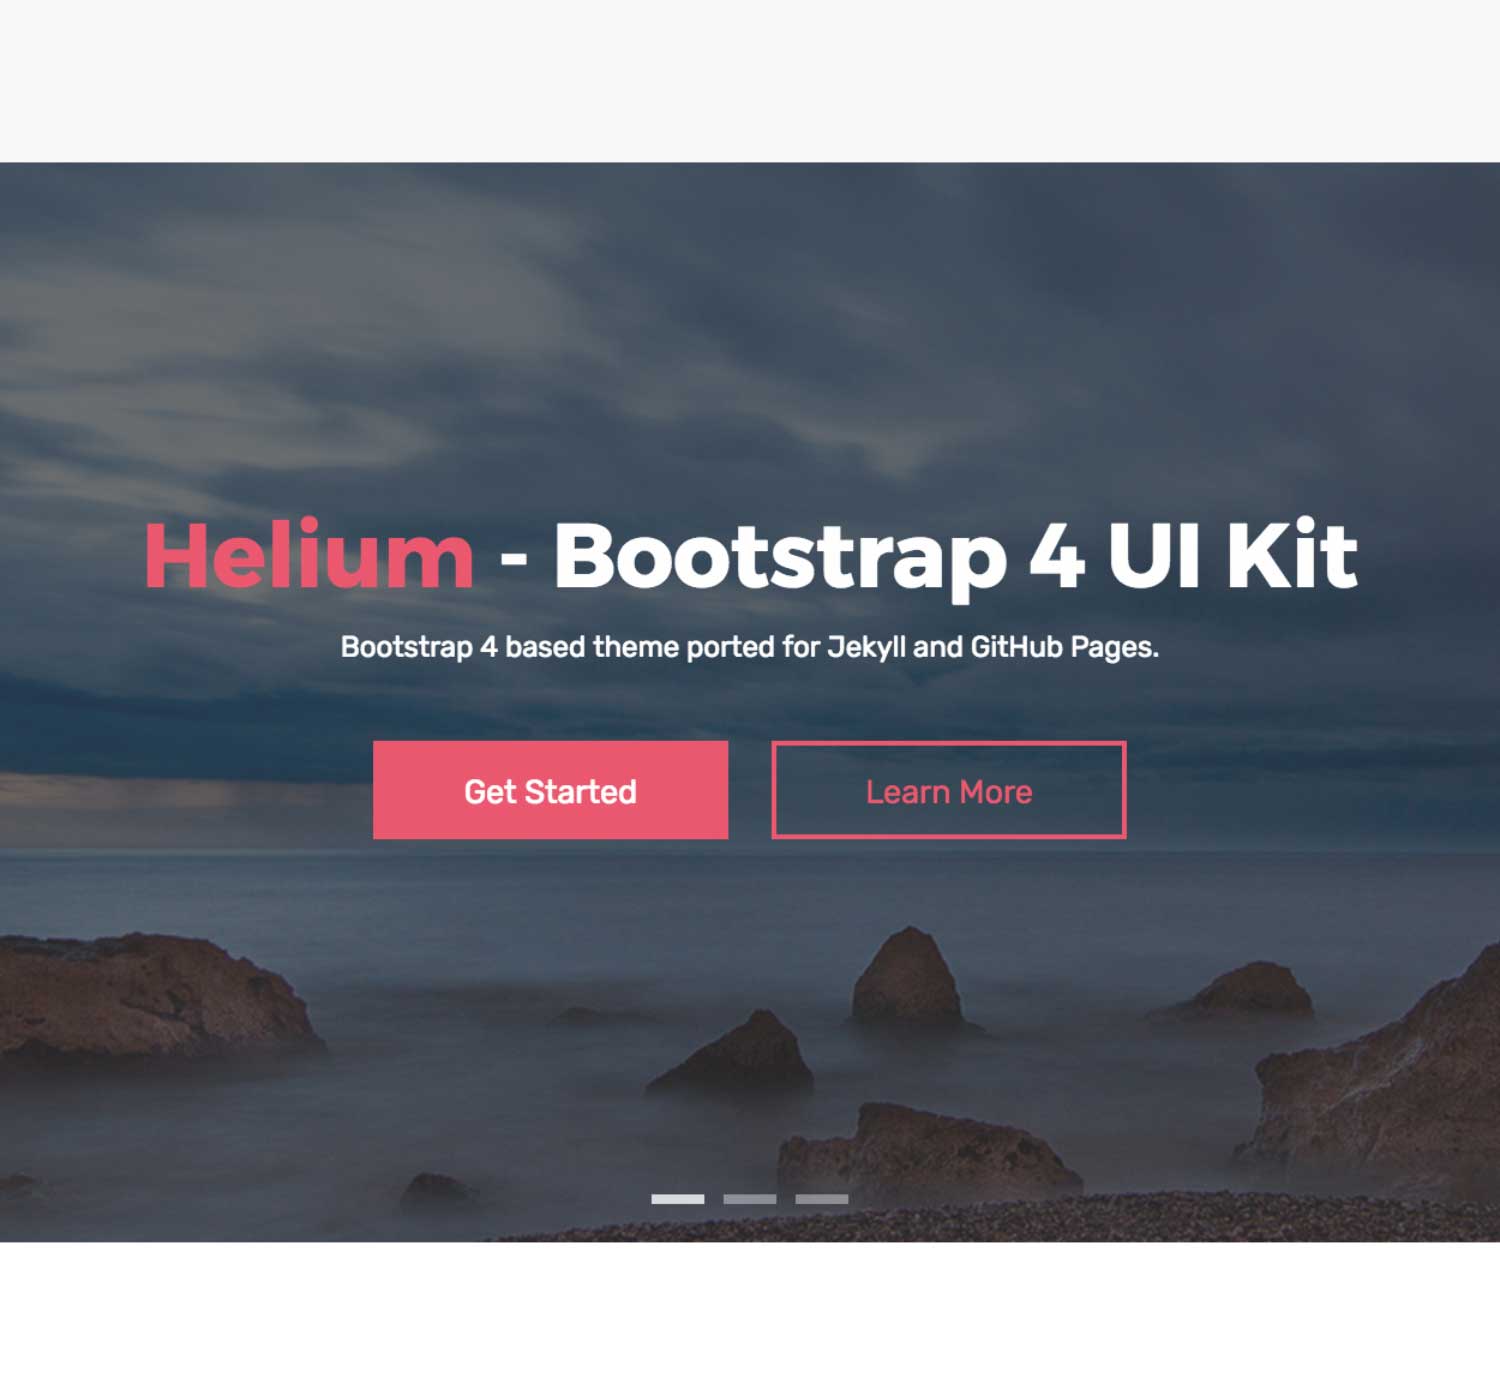 Helium - Bootstrap 4 UI Kit
Bootstrap 4 based theme ported for Jekyll and GitHub Pages.
Get Started
Learn More